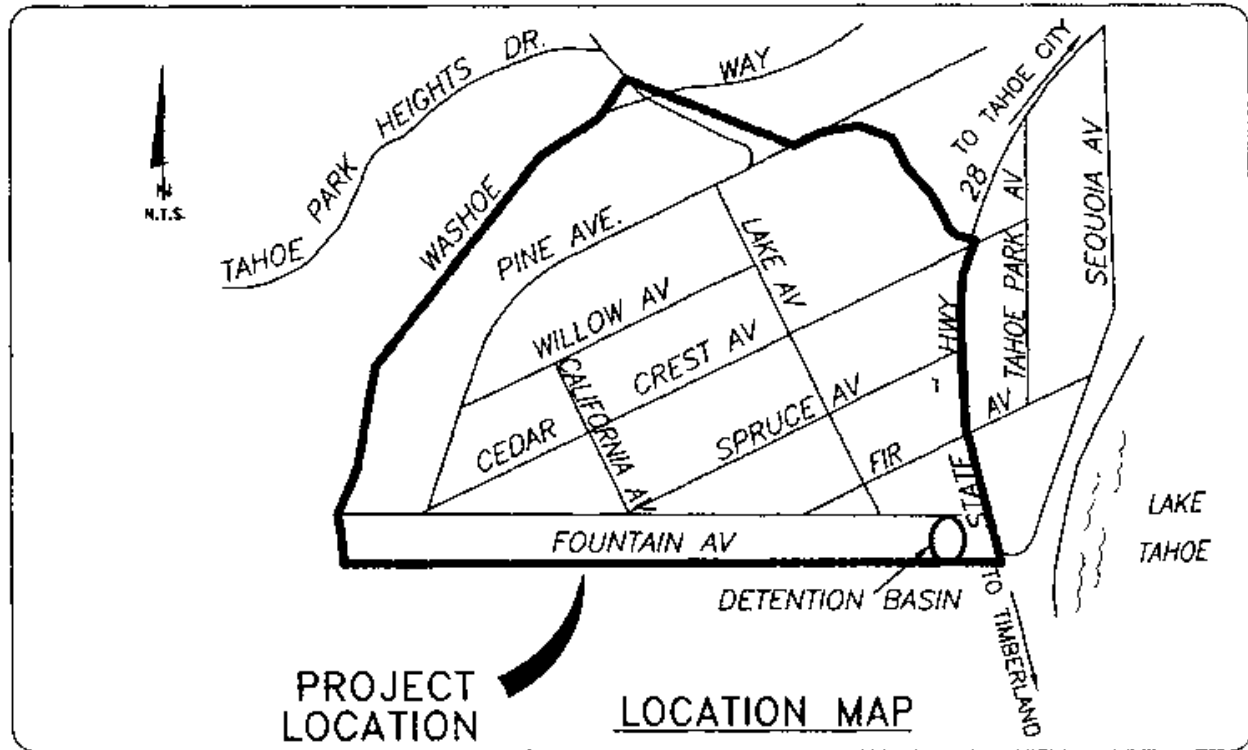 TAHOE PARK HEIGHTS DR.
WASHOE WAY
28 TO TAHOE CITY
SEQUOIA AV
TAHOE PARK AV
N
N.T.S.
PINE AVE.
LAKE AV
WILLOW AV
CALIFORNIA AV
CEDAR CREST AV
STATE HWY
SPRUCE AV
FIR AV
FOUNTAIN AV
LAKE
TAHOE
DETENTION BASIN
TO TIMBERLAND
PROJECT
LOCATION
LOCATION MAP